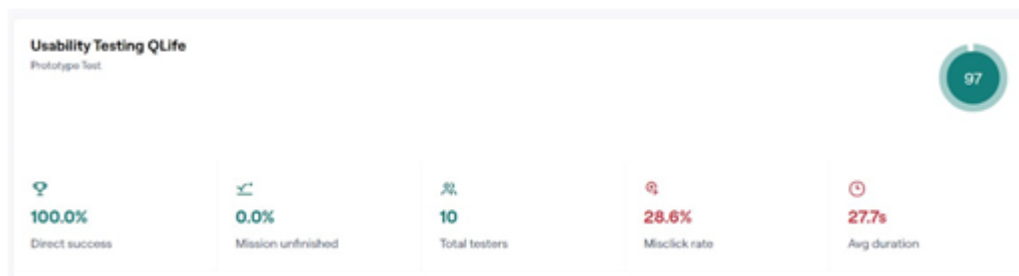 Usability Testing QLife
Prototype Test
97
100.0%
Direct success
0.0%
Mission unfinished
10
Total testers
28.6%
Misclick rate
27.7s
Avg duration